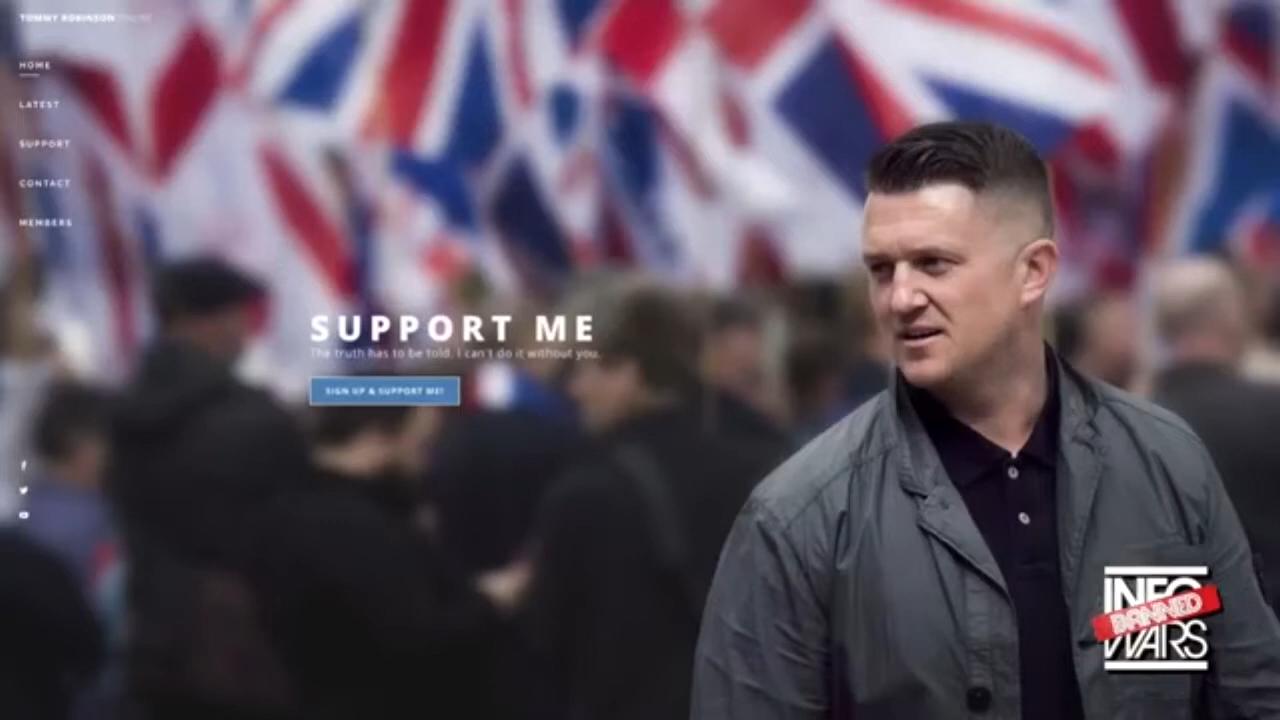 TOMMY ROBINSON ONLINE
HOME
LATEST
SUPPORT
CONTACT
MEMBERS
SUPPORT ME
The truth has to be told. I can't do it without you.
SIGN UP & SUPPORT ME!
INFO
BANNED
WARS